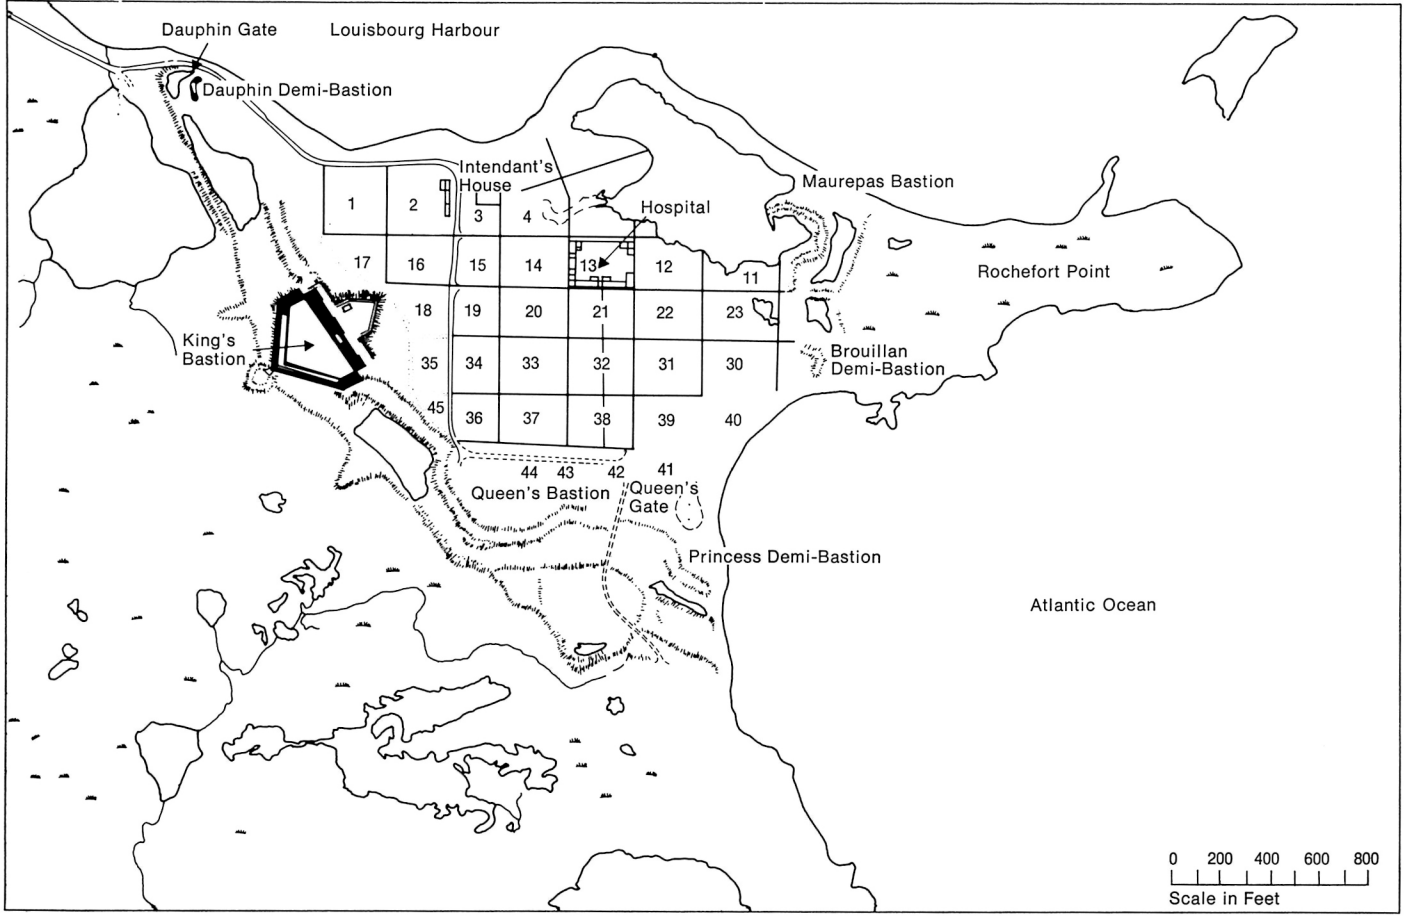 Dauphin Gate
Louisbourg Harbour
Dauphin Demi-Bastion
Intendant's
House
Maurepas Bastion
Hospital
1
2
3
4
17
16
15
14
13
12
11
Rochefort Point
18
19
20
21
22
23
King's
Bastion
35
34
33
32
31
30
Brouillan
Demi-Bastion
45
36
37
38
39
40
44
43
42
41
Queen's Bastion
Queen's
Gate
Princess Demi-Bastion
Atlantic Ocean
0 200 400 600 800
Scale in Feet